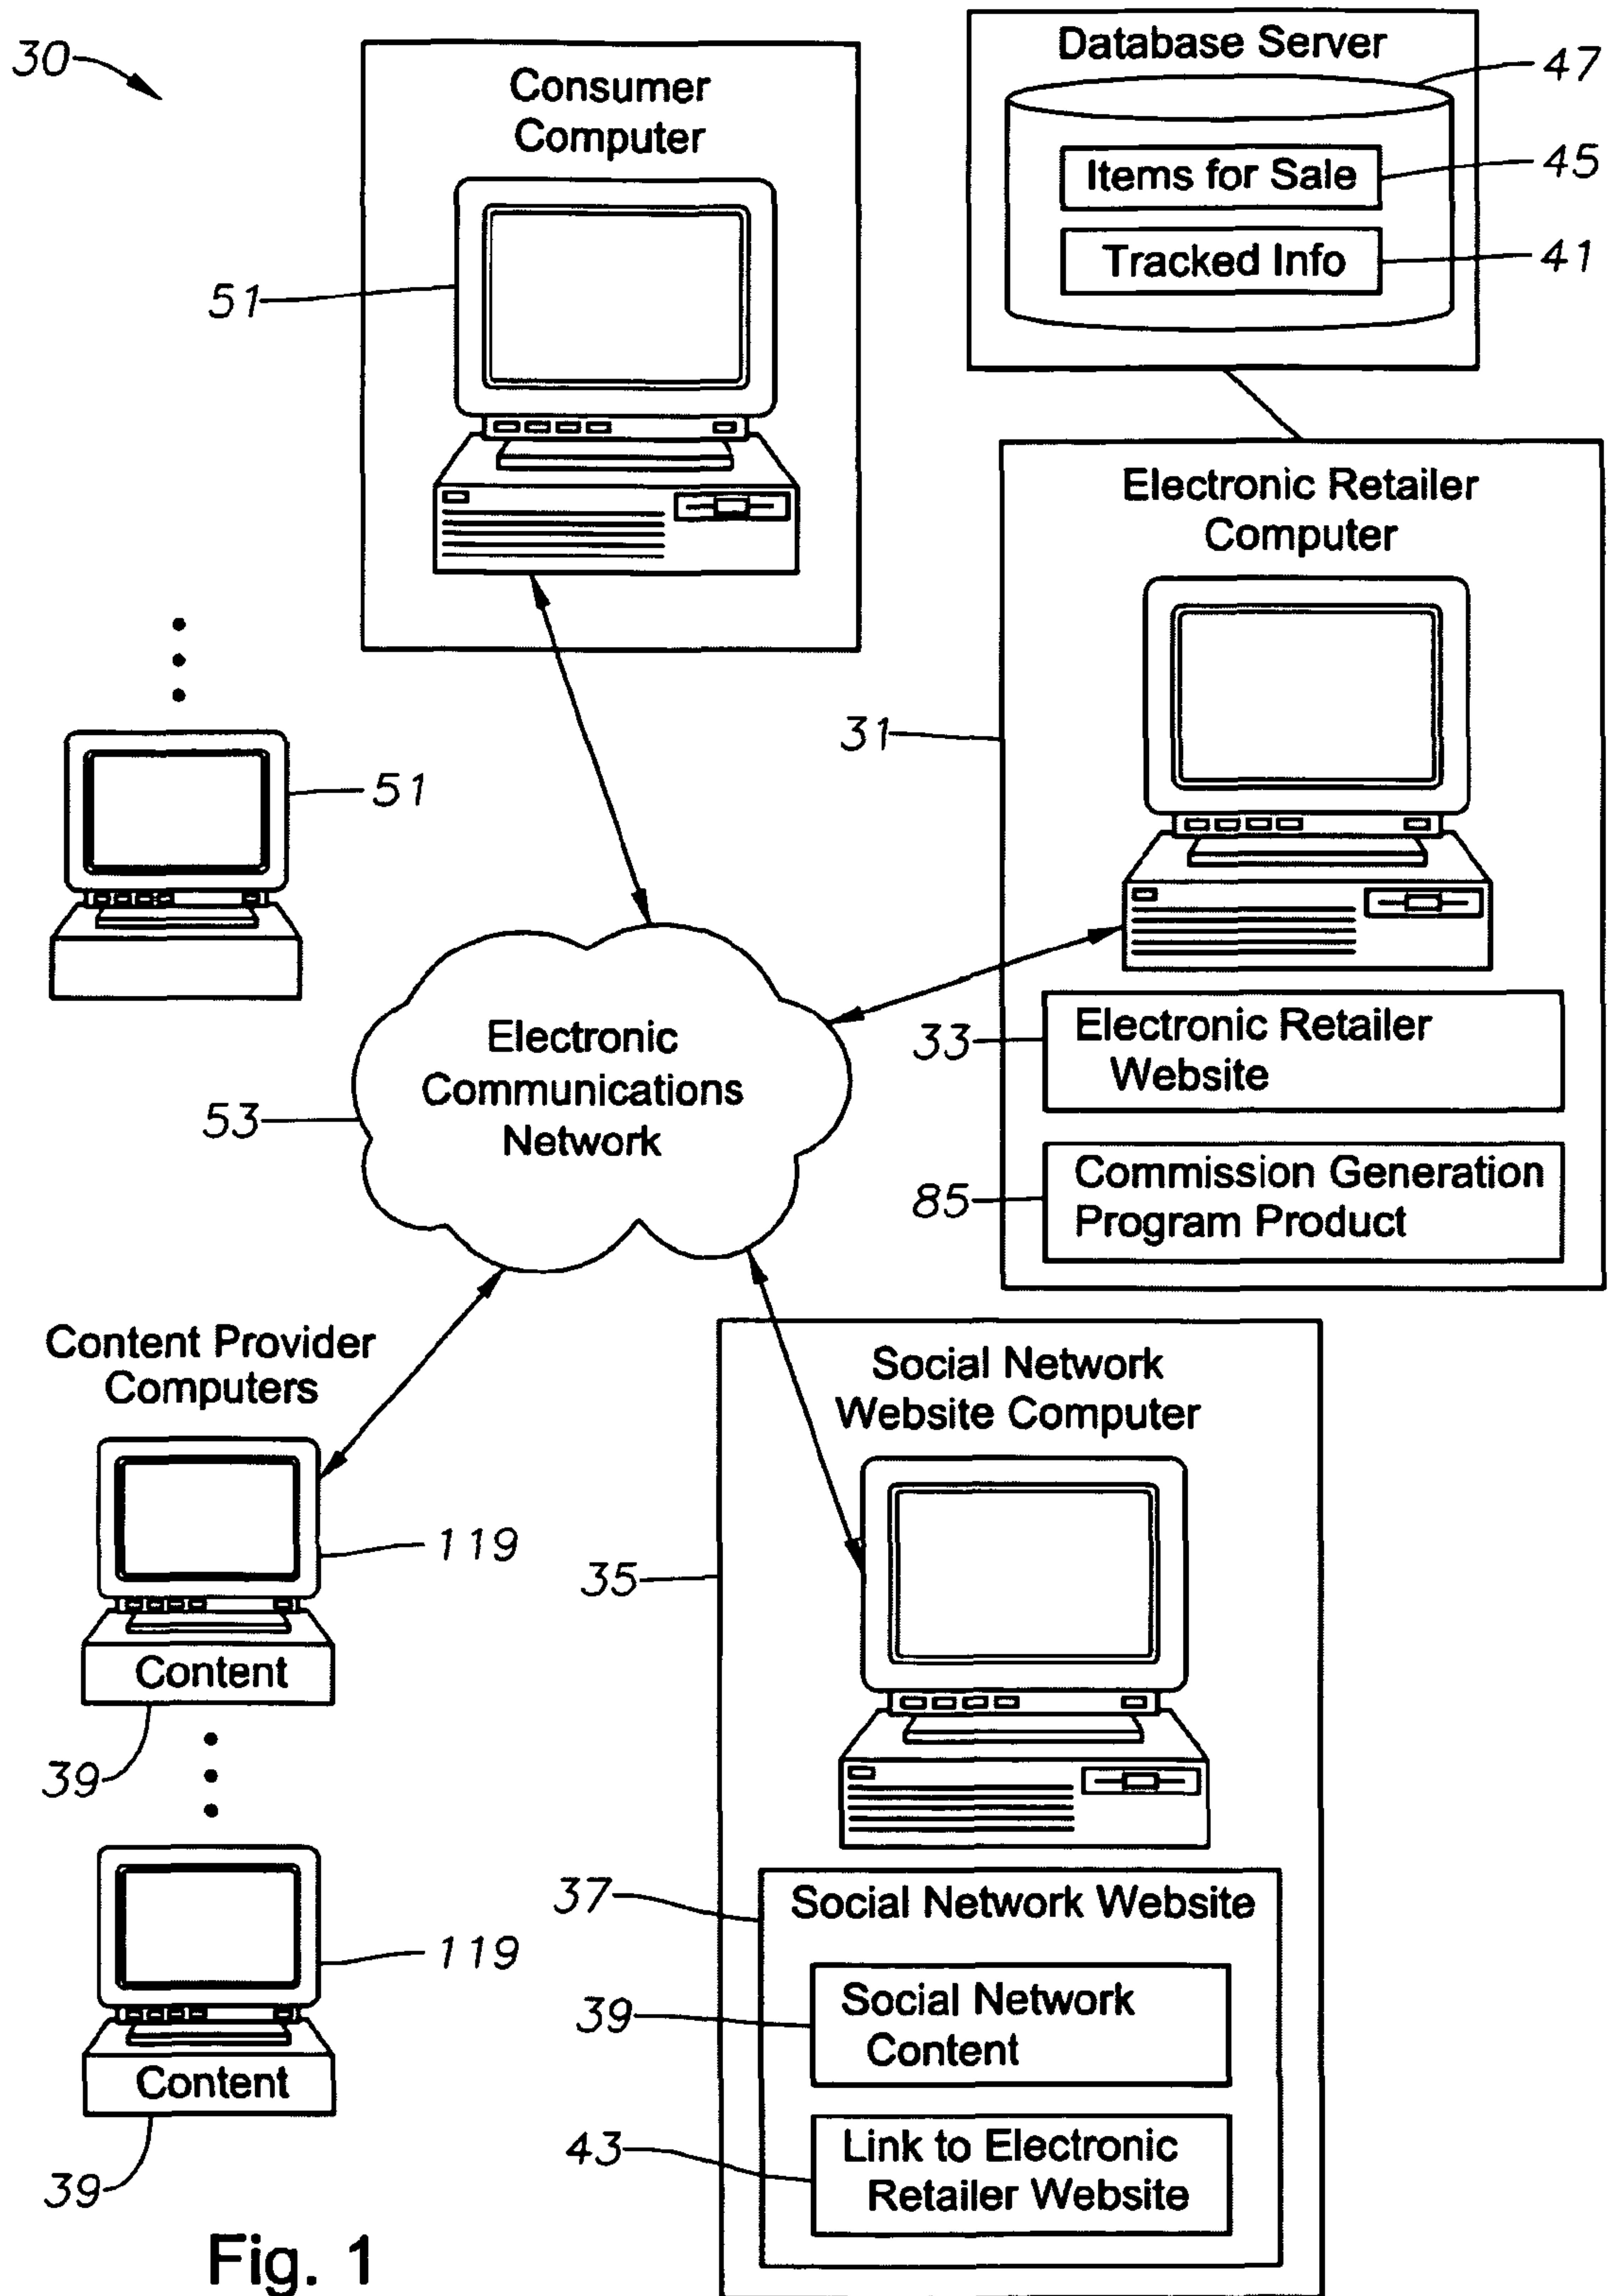 30
Consumer
Computer
51
Database Server
47
Items for Sale
45
Tracked Info
41
51
Electronic Retailer
Computer
31
Electronic Retailer
Website
33
Commission Generation
Program Product
85
Electronic
Communications
Network
53
Content Provider
Computers
119
Content
39
119
Content
39
Social Network
Website Computer
35
37
Social Network Website
39
Social Network
Content
43
Link to Electronic
Retailer Website
Fig. 1